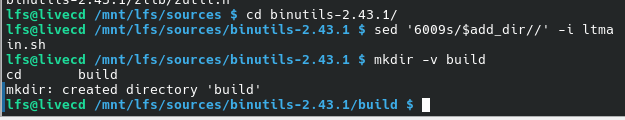 lfs@livecd /mnt/lfs/sources $ cd binutils-2.43.1/
lfs@livecd /mnt/lfs/sources/binutils-2.43.1 $ sed '6009s/$add_dir//' -i ltma
in.sh
lfs@livecd /mnt/lfs/sources/binutils-2.43.1 $ mkdir -v build
cd       build
mkdir: created directory 'build'
lfs@livecd /mnt/lfs/sources/binutils-2.43.1/build $